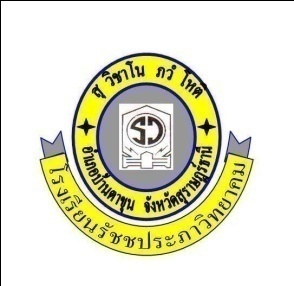 สุ วิชาโน ภวํ โหติ
รว
อำเภอบ้านตาขุน จังหวัดสุราษฎร์ธานี
โรงเรียนรัชชประภาวิทยาคม